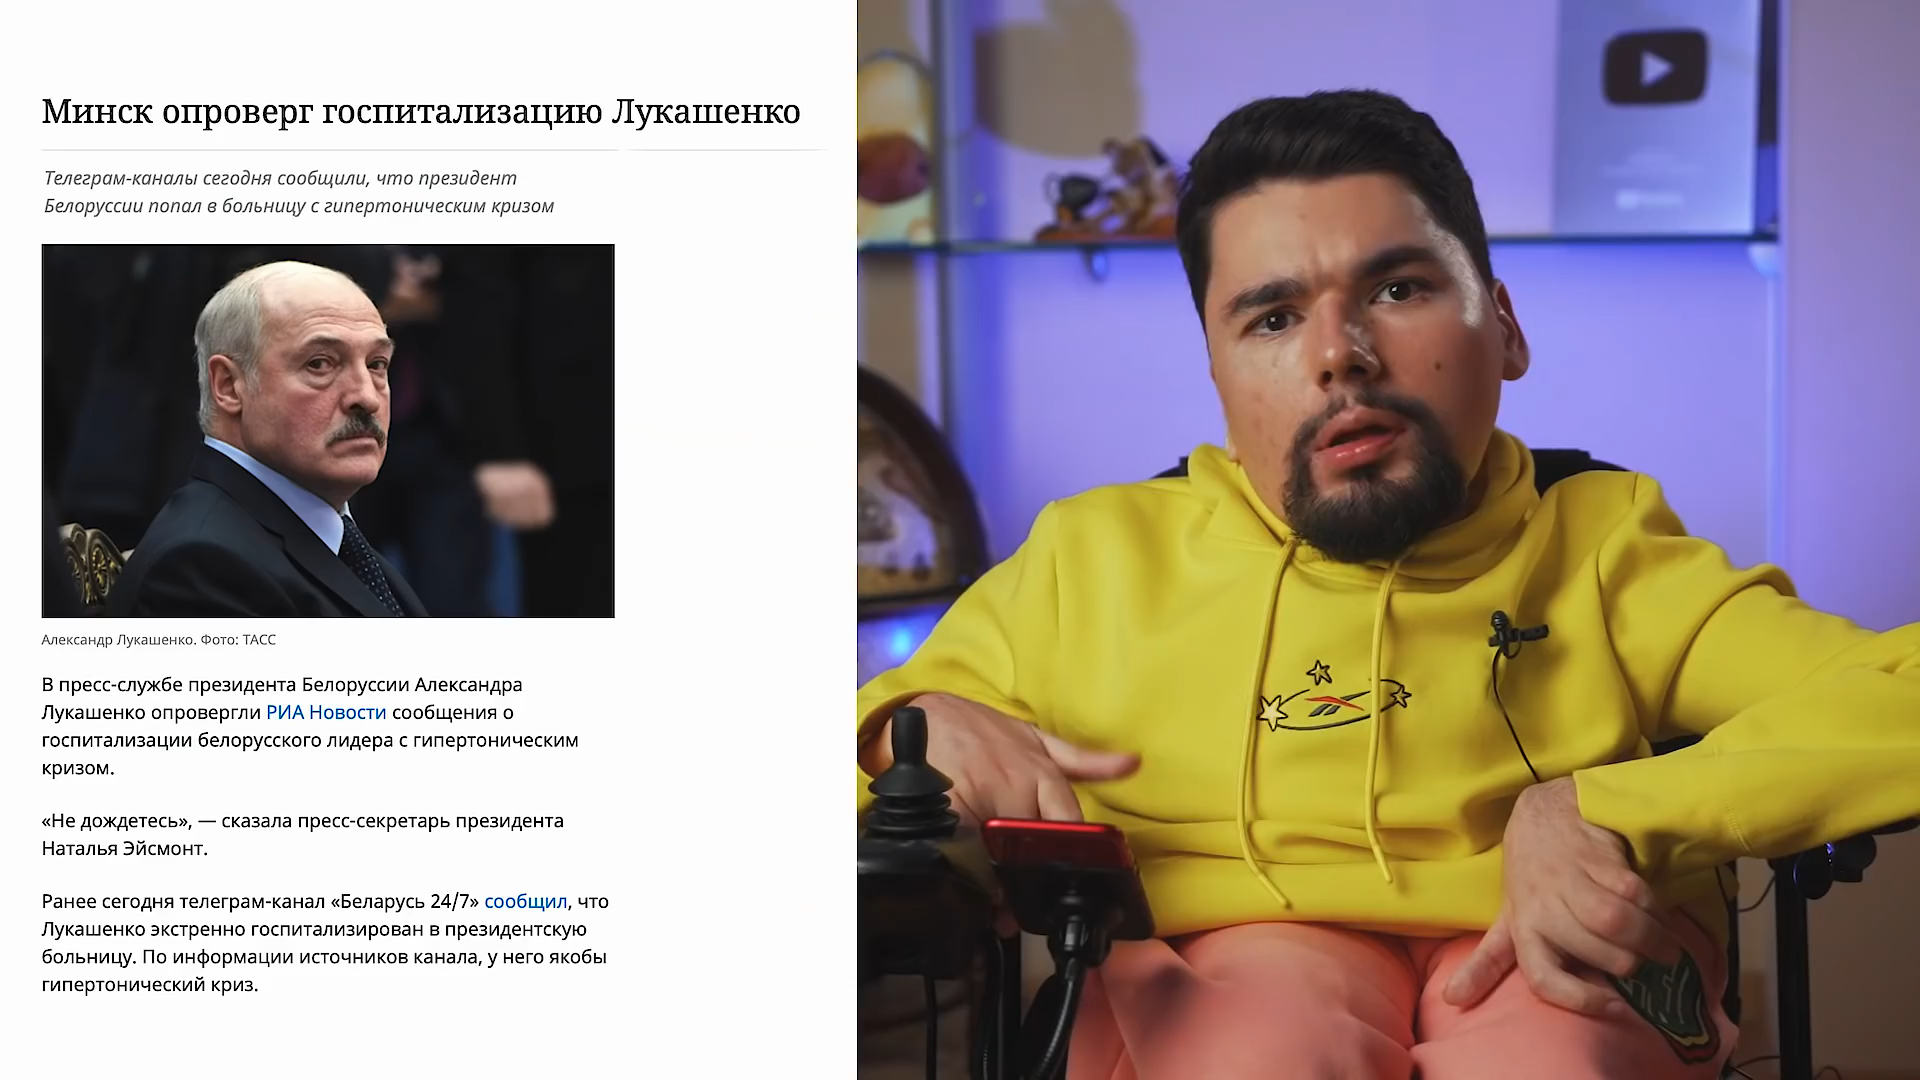 Минск опроверг госпитализацию Лукашенко
Телеграм-каналы сегодня сообщили, что президент
Белоруссии попал в больницу с гипертоническим кризом
Александр Лукашенко. Фото: ТАСС
В пресс-службе президента Белоруссии Александра
Лукашенко опровергли РИА Новости сообщения о
госпитализации белорусского лидера с гипертоническим
кризом.
«Не дождетесь», — сказала пресс-секретарь президента
Наталья Эйсмонт.
Ранее сегодня телеграм-канал «Беларусь 24/7» сообщил, что
Лукашенко экстренно госпитализирован в президентскую
больницу. По информации источников канала, у него якобы
гипертонический криз.